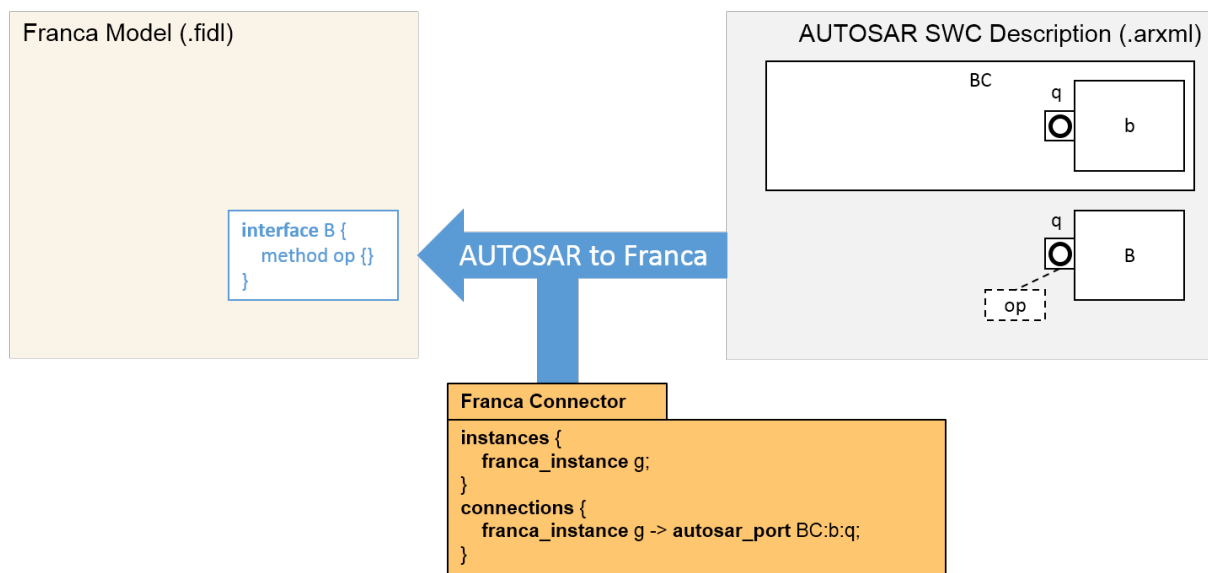 Franca Model (.fidl)
interface B {
method op {}
}
AUTOSAR to Franca
AUTOSAR SWC Description (.arxml)
BC
q
b
q
B
op
Franca Connector
instances {
franca_instance g;
}
connections {
franca_instance g -> autosar_port BC:b:q;
}